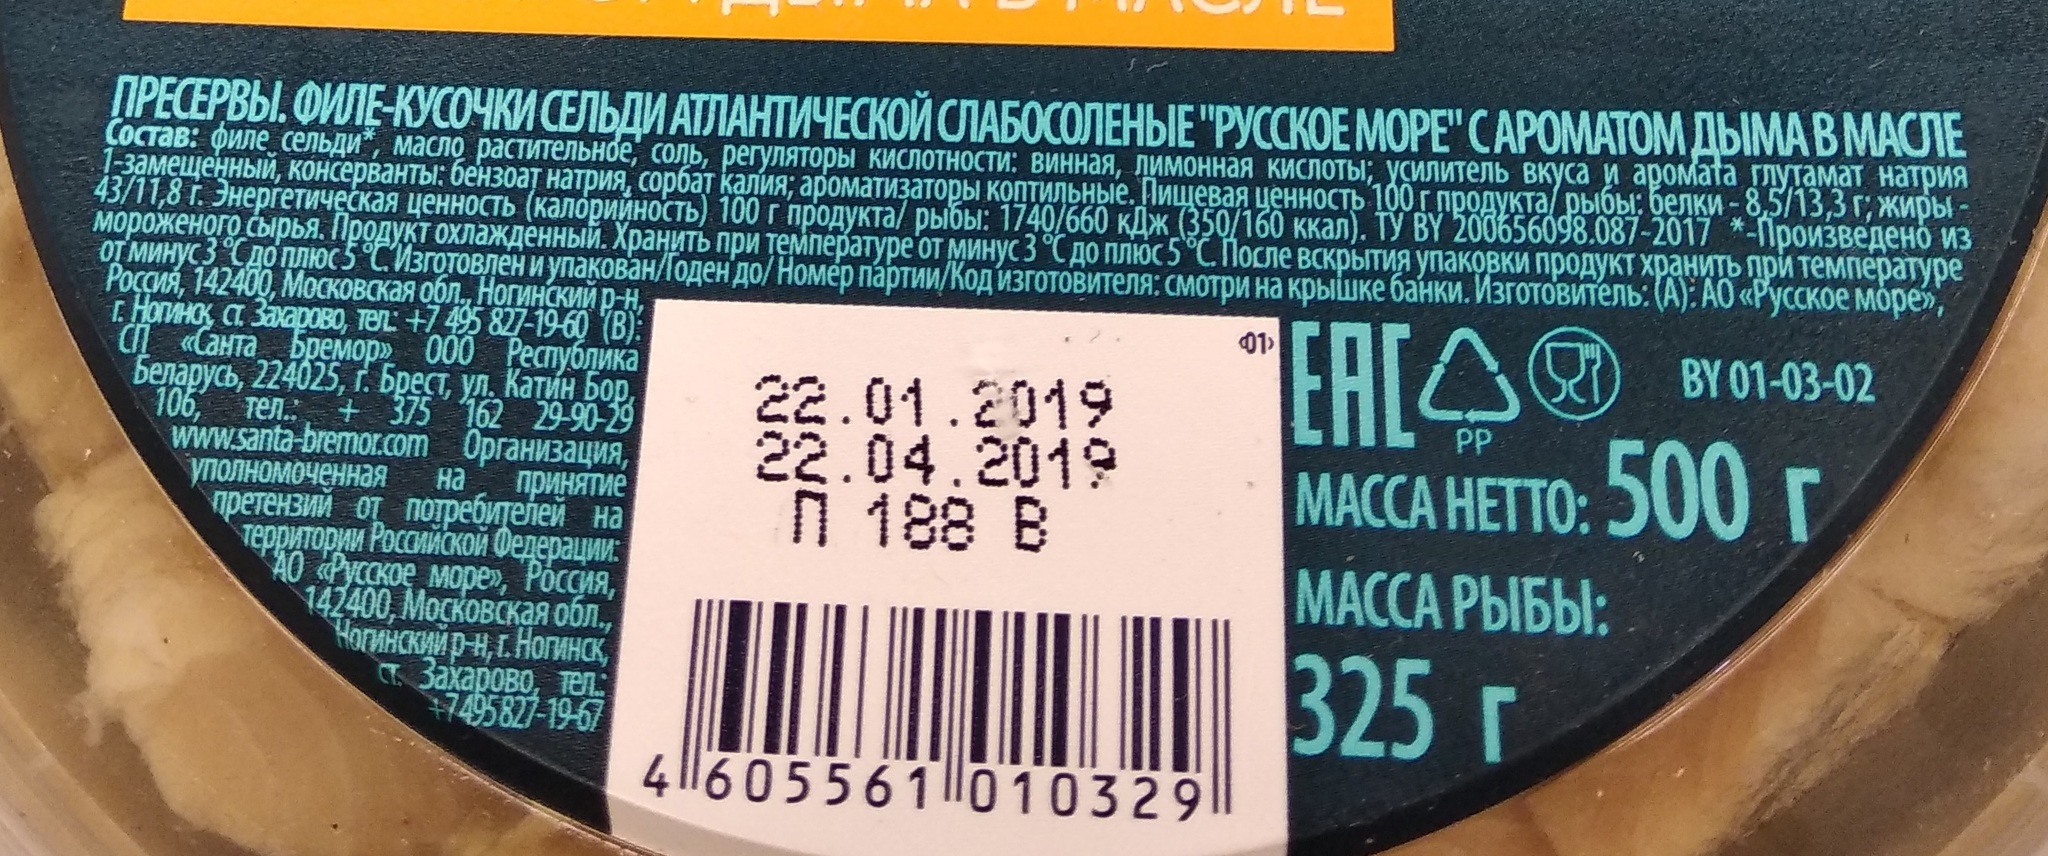 ДЫМА В МАСЛЕ
ПРЕСЕРВЫ. ФИЛЕ-КУСОЧКИ СЕЛЬДИ АТЛАНТИЧЕСКОЙ СЛАБОСОЛЕНЫЕ "РУССКОЕ МОРЕ" С АРОМАТОМ ДЫМА В МАСЛЕ
Состав: филе сельди*, масло растительное, соль, регуляторы кислотности: винная, лимонная кислоты; усилитель вкуса и аромата глутамат натрия
1-замещенный, консерванты: бензоат натрия, сорбат калия; ароматизаторы коптильные. Пищевая ценность 100 г продукта/ рыбы: белки - 8,5/13,3 г; жиры -
43/11,8 г. Энергетическая ценность (калорийность) 100 г продукта/ рыбы: 1740/660 кДж (350/160 ккал). ТУ BY 200656098.087-2017 *-Произведено из
мороженого сырья. Продукт охлажденный. Хранить при температуре от минус 3 °С до плюс 5 °С. После вскрытия упаковки продукт хранить при температуре
от минус 3 °С до плюс 5 °С. Изготовлен и упакован/Годен до/ Номер партии/Код изготовителя: смотри на крышке банки. Изготовитель: (А): АО «Русское море»,
Россия, 142400, Московская обл., Ногинский р-н,
г. Ногинск, ст. Захарово, тел.: +7 495 827-19-60 (В):
СП «Санта Бремор» ООО Республика
Беларусь, 224025, г. Брест, ул. Катин Бор,
106, тел.: + 375 162 29-90-29
www.santa-bremor.com Организация,
уполномоченная на принятие
претензий от потребителей на
территории Российской Федерации:
АО «Русское море», Россия,
142400, Московская обл.,
Ногинский р-н, г. Ногинск,
ст. Захарово, тел.:
+7 495 827-19-67
‹01›
22.01.2019
22.04.2019
П 188 В
4 605561 010329
ЕАС
PP
BY 01-03-02
МАССА НЕТТО: 500 г
МАССА РЫБЫ:
325 г